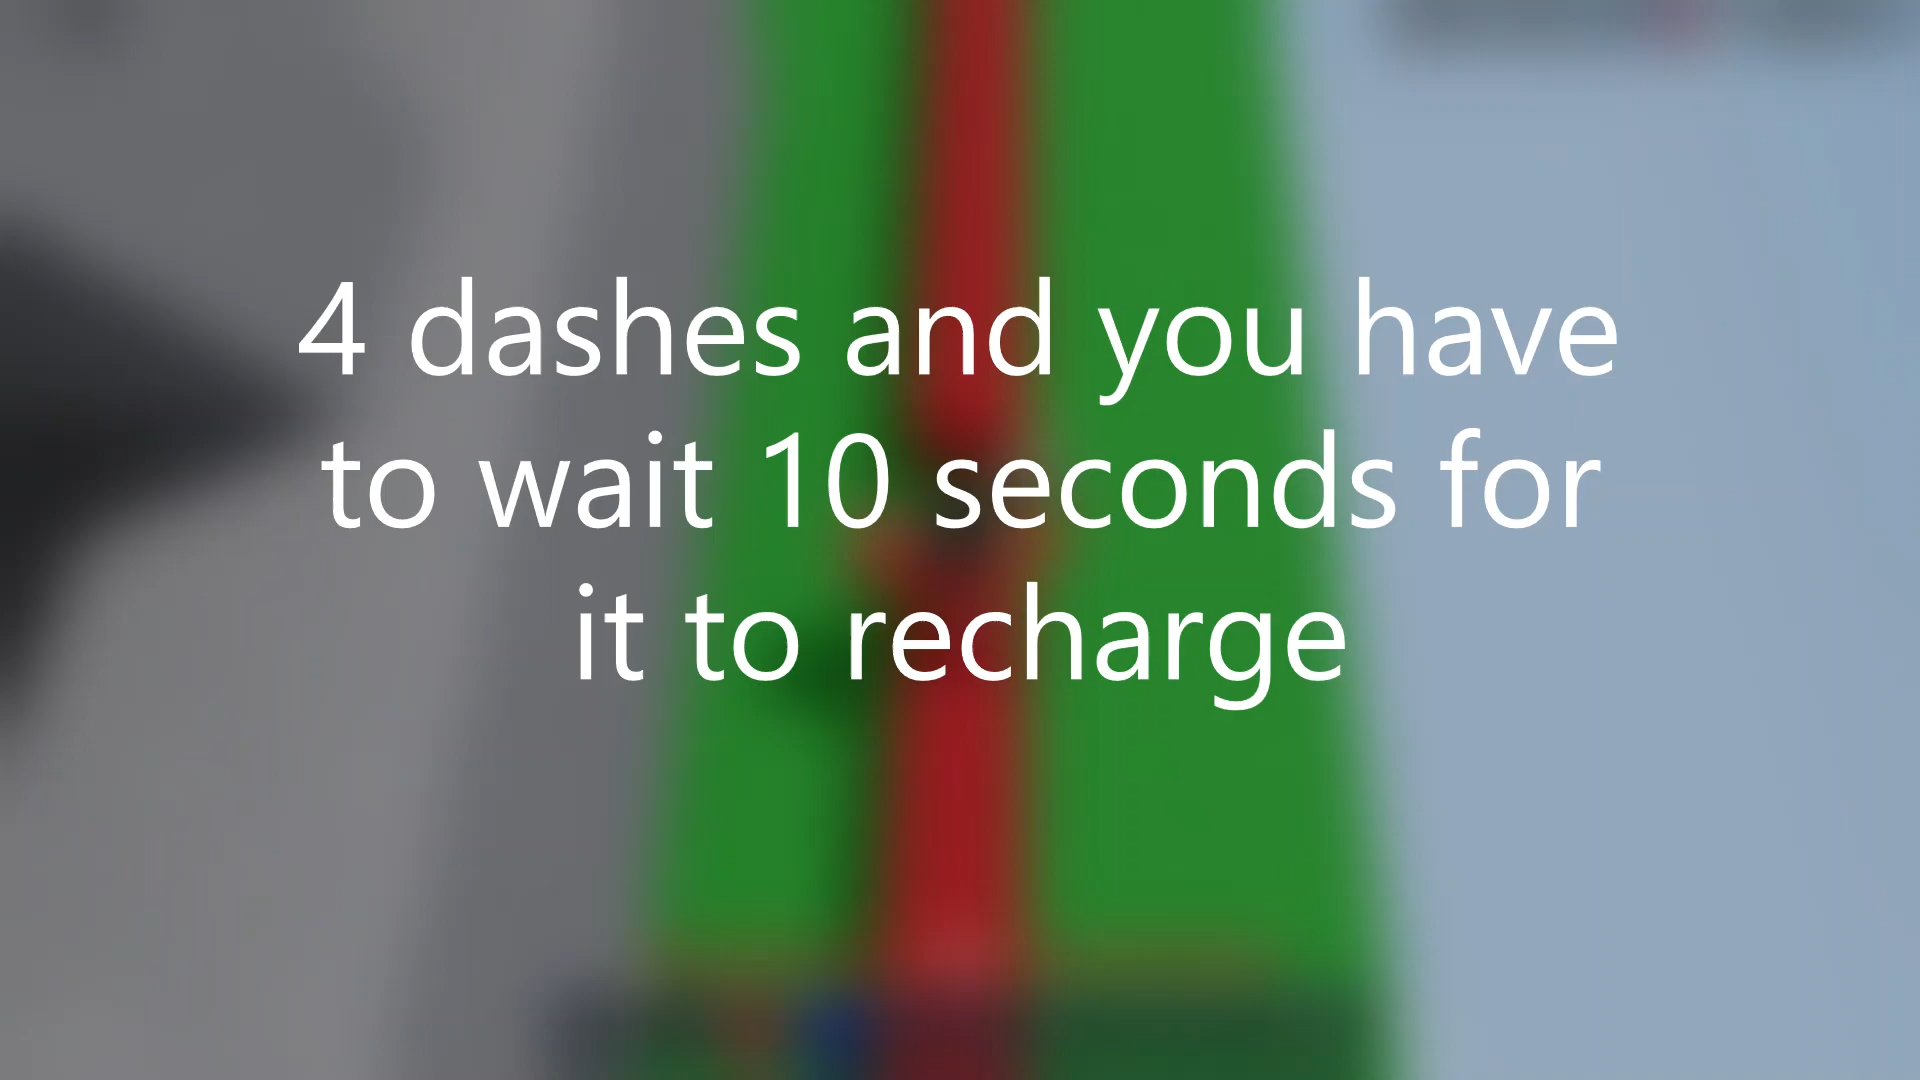 4 dashes and you have
to wait 10 seconds for
it to recharge